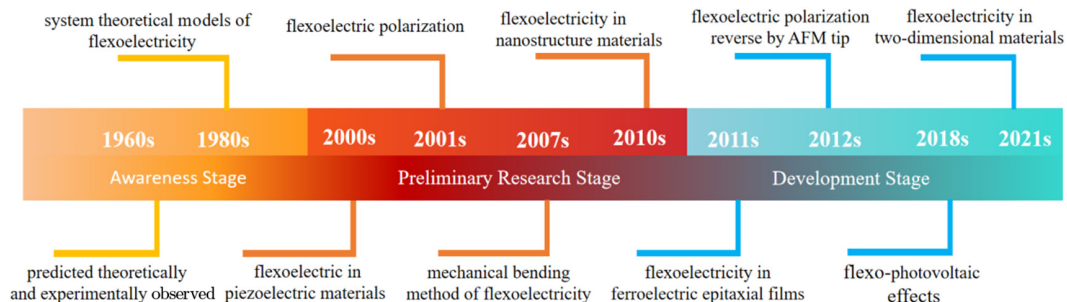 system theoretical models of
flexoelectricity
flexoelectric polarization
flexoelectricity in
nanostructure materials
flexoelectric polarization
reverse by AFM tip
flexoelectricity in
two-dimensional materials
1960s
1980s
2000s
2001s
2007s
2010s
2011s
2012s
2018s
2021s
Awareness Stage
Preliminary Research Stage
Development Stage
predicted theoretically
and experimentally observed
flexoelectric in
piezoelectric materials
mechanical bending
method of flexoelectricity
flexoelectricity in
ferroelectric epitaxial films
flexo-photovoltaic
effects